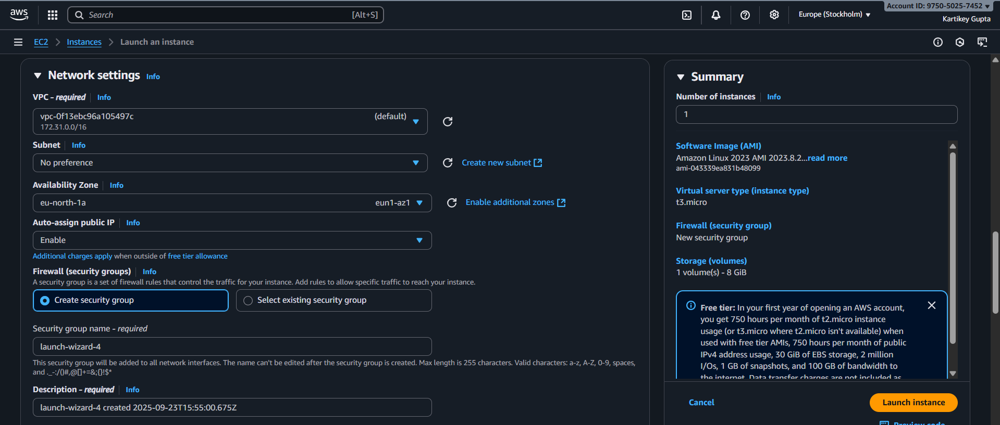 aws
Search [Alt+S]
Europe (Stockholm)
Account ID: 9750-5025-7452
Kartikey Gupta
EC2 Instances Launch an instance
Network settings Info
VPC - required Info
vpc-0f13ebc96a105497c (default)
172.31.0.0/16
Subnet Info
No preference
Create new subnet
Availability Zone Info
eu-north-1a eun1-az1
Enable additional zones
Auto-assign public IP Info
Enable
Additional charges apply when outside of free tier allowance
Firewall (security groups) Info
A security group is a set of firewall rules that control the traffic for your instance. Add rules to allow specific traffic to reach your instance.
Create security group
Select existing security group
Security group name - required
launch-wizard-4
This security group will be added to all network interfaces. The name can't be edited after the security group is created. Max length is 255 characters. Valid characters: a-z, A-Z, 0-9, spaces,
and ._-:/()#,@[]+=&;{}!$*
Description - required Info
launch-wizard-4 created 2025-09-23T15:55:00.675Z
Summary
Number of instances Info
1
Software Image (AMI)
Amazon Linux 2023 AMI 2023.8.2...read more
ami-043339ea831b48099
Virtual server type (instance type)
t3.micro
Firewall (security group)
New security group
Storage (volumes)
1 volume(s) - 8 GiB
Free tier: In your first year of opening an AWS account,
you get 750 hours per month of t2.micro instance
usage (or t3.micro where t2.micro isn't available) when
used with free tier AMIs, 750 hours per month of public
IPv4 address usage, 30 GiB of EBS storage, 2 million
I/Os, 1 GB of snapshots, and 100 GB of bandwidth to
the internet. Data transfer charges are not included as
Cancel
Launch instance
Preview code